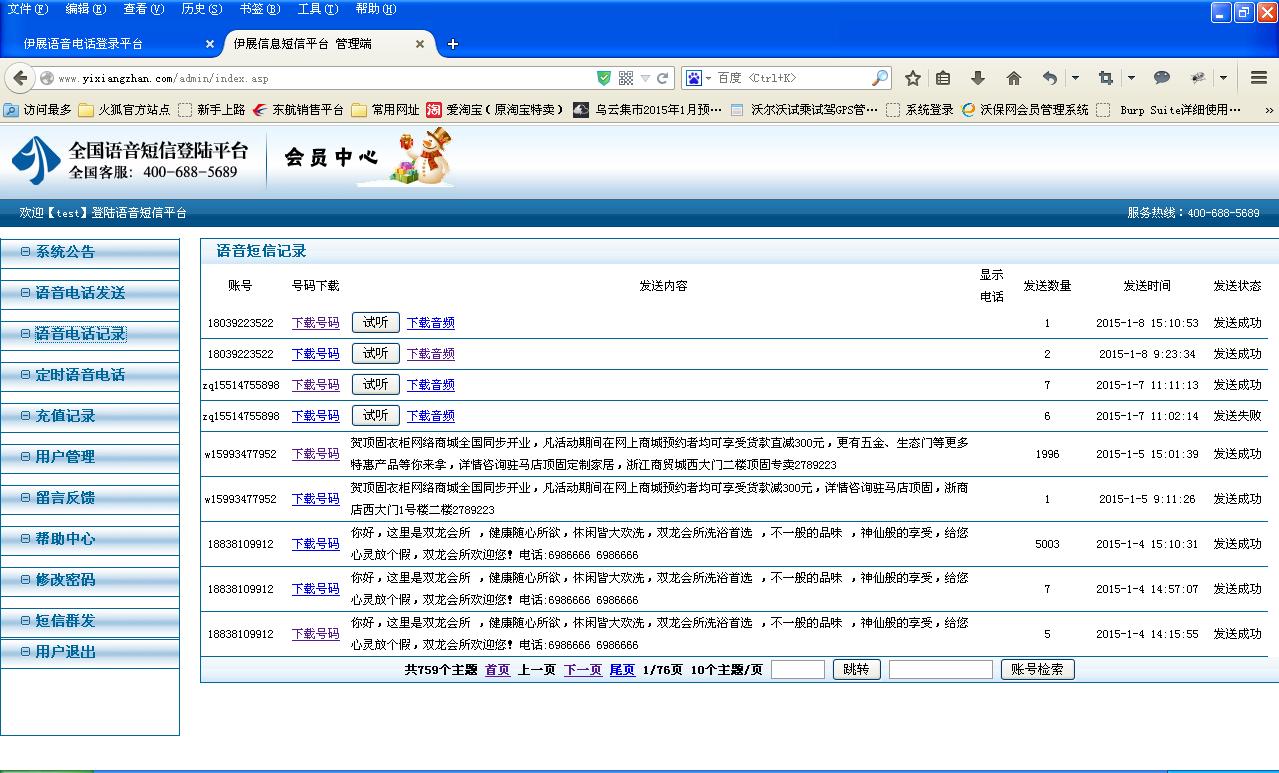 文件(F) 编辑(E) 查看(V) 历史(S) 书签(B) 工具(T) 帮助(H)
伊展语音电话登录平台 × 伊展信息短信平台 管理端 × +
www.yixiangzhan.com/admin/index.asp 百度 <Ctrl+K>
访问最多 火狐官方站点 新手上路 东航销售平台 常用网址 爱淘宝(原淘宝特卖) 乌云集市2015年1月预… 沃尔沃试乘试驾GPS管… 系统登录 沃保网会员管理系统 Burp Suite详细使用… »
全国语音短信登陆平台
全国客服: 400-688-5689
会员中心
欢迎【test】登陆语音短信平台 服务热线:400-688-5689
系统公告
语音电话发送
语音电话记录
定时语音电话
充值记录
用户管理
留言反馈
帮助中心
修改密码
短信群发
用户退出
语音短信记录
账号 号码下载 发送内容 显示电话 发送数量 发送时间 发送状态
18039223522 下载号码 试听 下载音频 1 2015-1-8 15:10:53 发送成功
18039223522 下载号码 试听 下载音频 2 2015-1-8 9:23:34 发送成功
zq15514755898 下载号码 试听 下载音频 7 2015-1-7 11:11:13 发送成功
zq15514755898 下载号码 试听 下载音频 6 2015-1-7 11:02:14 发送失败
贺顶固衣柜网络商城全国同步开业,凡活动期间在网上商城预约者均可享受贷款直减300元,更有五金、生态门等更多
w15993477952 下载号码 特惠产品等你来拿,详情咨询驻马店顶固定制家居,浙江商贸城西大门二楼顶固专卖2789223 1996 2015-1-5 15:01:39 发送成功
贺顶固衣柜网络商城全国同步开业,凡活动期间在网上商城预约者均可享受贷款减300元,详情咨询驻马店顶固,浙商
w15993477952 下载号码 店西大门1号楼二楼2789223 1 2015-1-5 9:11:26 发送成功
你好,这里是双龙会所 ,健康随心所欲,休闲皆大欢洗,双龙会所洗浴首选 ,不一般的品味 ,神仙般的享受,给您
18838109912 下载号码 心灵放个假,双龙会所欢迎您!电话:6986666 6986666 5003 2015-1-4 15:10:31 发送成功
你好,这里是双龙会所 ,健康随心所欲,休闲皆大欢洗,双龙会所洗浴首选 ,不一般的品味 ,神仙般的享受,给您
18838109912 下载号码 心灵放个假,双龙会所欢迎您!电话:6986666 6986666 7 2015-1-4 14:57:07 发送成功
你好,这里是双龙会所 ,健康随心所欲,休闲皆大欢洗,双龙会所洗浴首选 ,不一般的品味 ,神仙般的享受,给您
18838109912 下载号码 心灵放个假,双龙会所欢迎您!电话:6986666 6986666 5 2015-1-4 14:15:55 发送成功
共759个主题 首页 上一页 下一页 尾页 1/76页 10个主题/页 跳转 账号检索